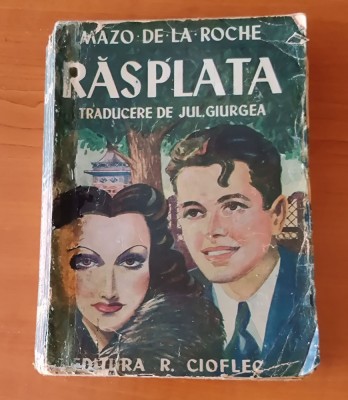 MAZO·DE·LA·ROCHE
RĂSPLATA
TRADUCERE DE JUL.GIURGEA
EDITURA R. CIOFLEC